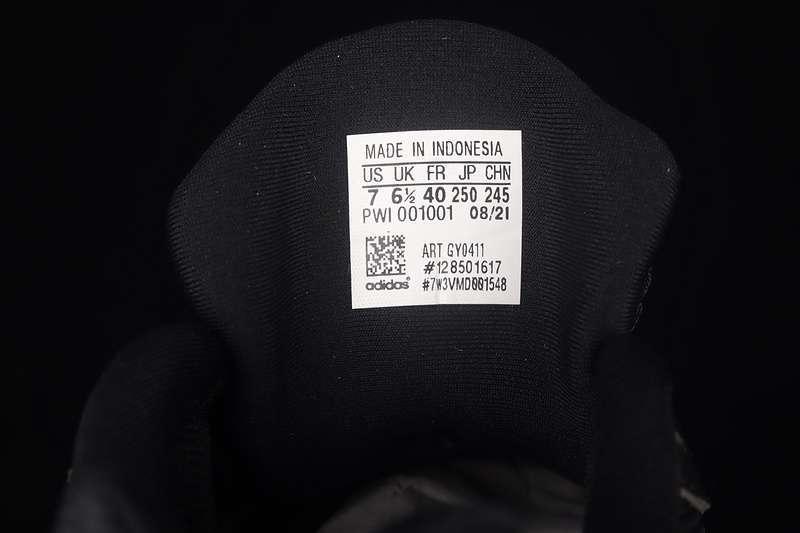 MADE IN INDONESIA
US UK FR JP CHN
7 6½ 40 250 245
PWI 001001 08/21
ART GY0411
#128501617
adidas® #7W3VMD001548